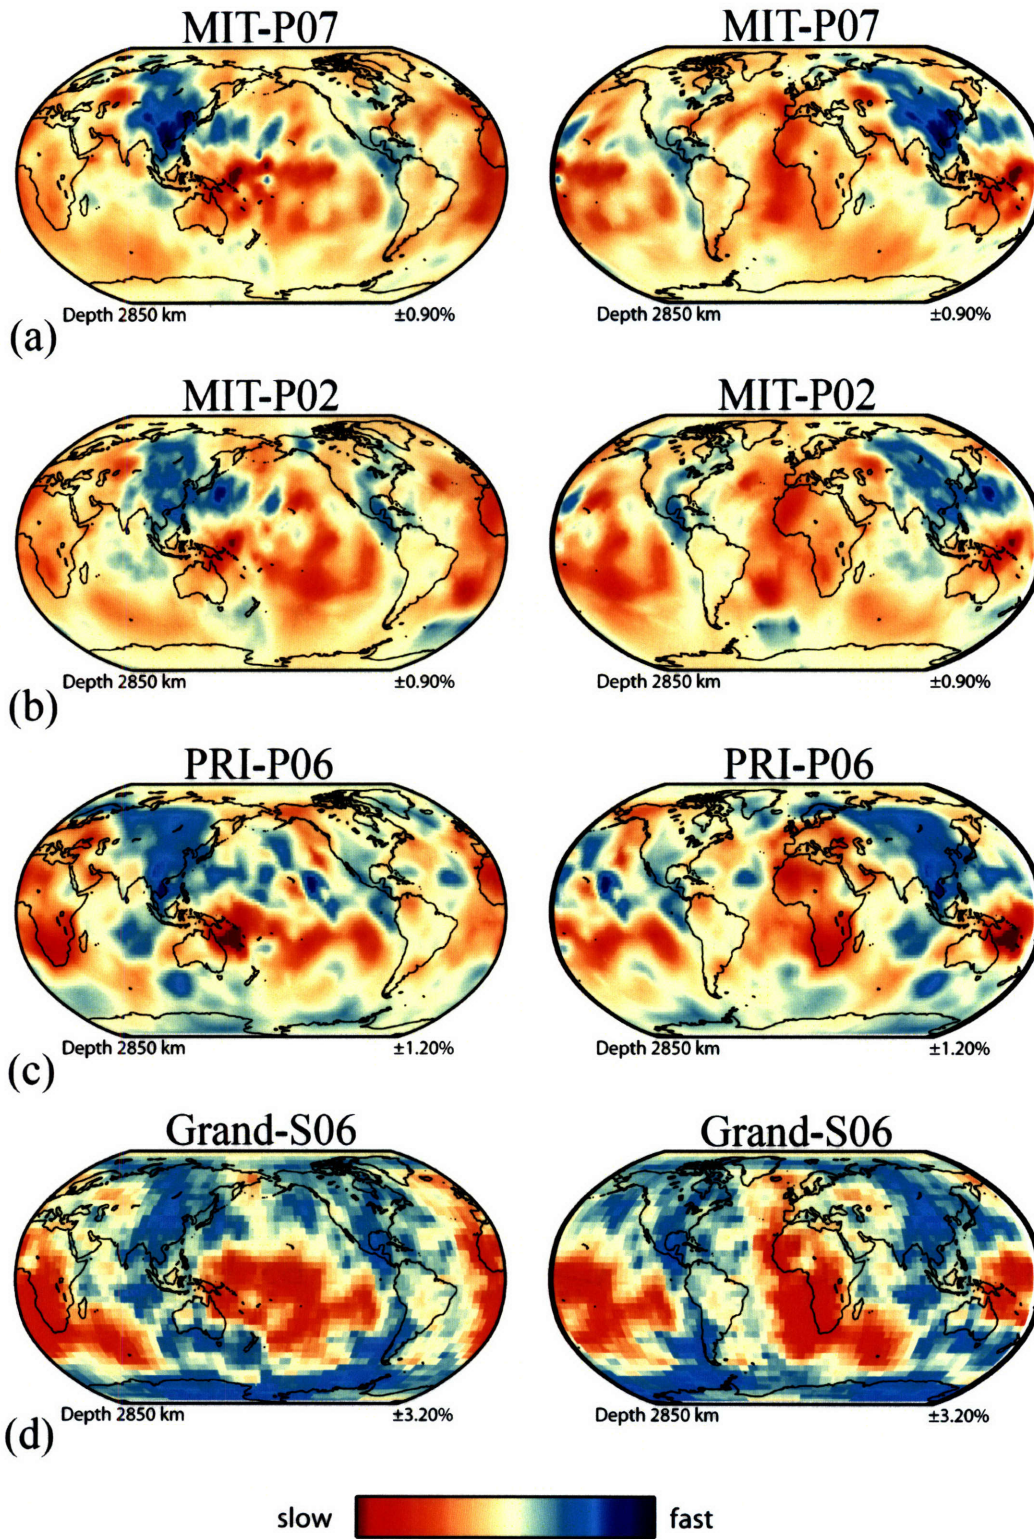 MIT-P07 MIT-P07
Depth 2850 km ±0.90% Depth 2850 km ±0.90%
(a)
MIT-P02 MIT-P02
Depth 2850 km ±0.90% Depth 2850 km ±0.90%
(b)
PRI-P06 PRI-P06
Depth 2850 km ±1.20% Depth 2850 km ±1.20%
(c)
Grand-S06 Grand-S06
Depth 2850 km ±3.20% Depth 2850 km ±3.20%
(d)
slow fast